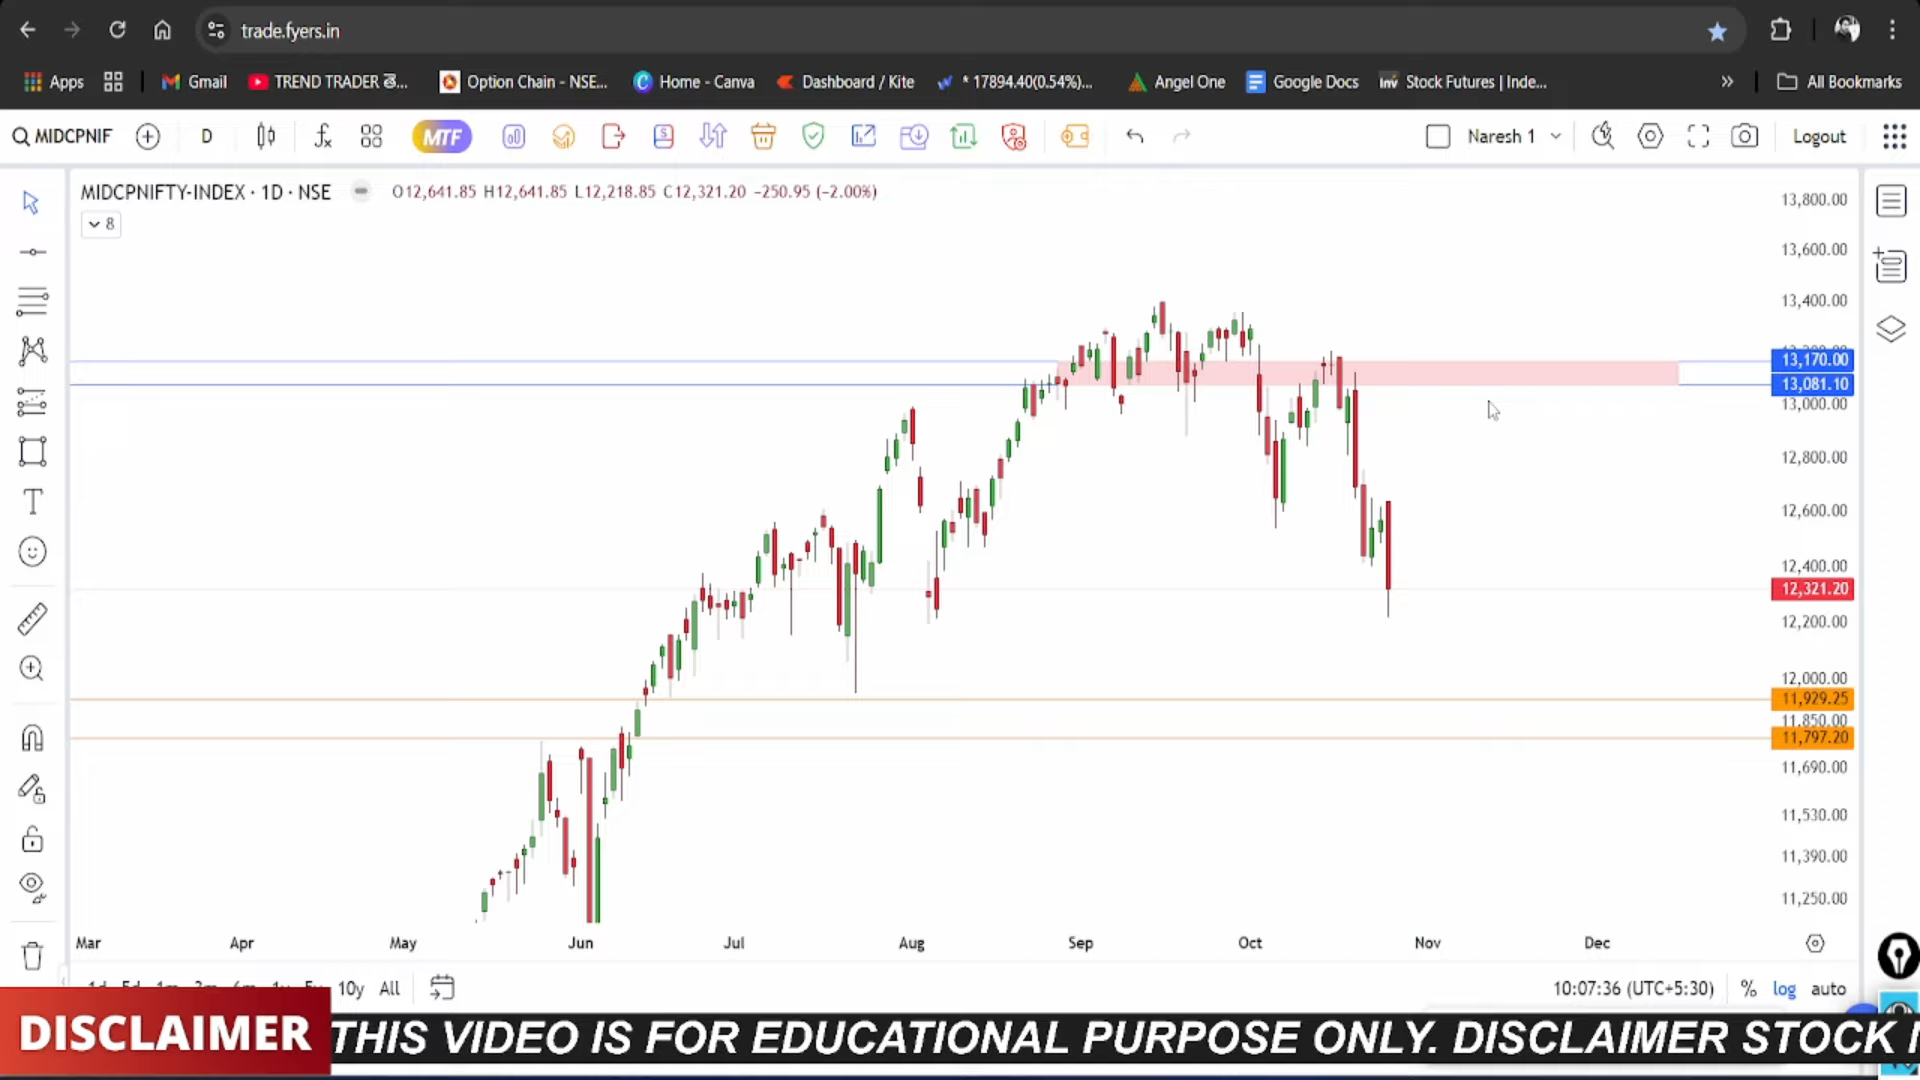 trade.fyers.in
Apps Gmail TREND TRADER Option Chain - NSE... Home - Canva Dashboard / Kite * 17894.40(0.54%)... Angel One Google Docs Stock Futures | Inde... » All Bookmarks
MIDCPNIF D MTF Naresh 1 Logout
MIDCPNIFTY-INDEX · 1D · NSE O12,641.85 H12,641.85 L12,218.85 C12,321.20 −250.95 (−2.00%)
8
13,800.00
13,600.00
13,400.00
13,170.00
13,081.10
13,000.00
12,800.00
12,600.00
12,400.00
12,321.20
12,200.00
12,000.00
11,929.25
11,850.00
11,797.20
11,690.00
11,530.00
11,390.00
11,250.00
Mar Apr May Jun Jul Aug Sep Oct Nov Dec
10y All 10:07:36 (UTC+5:30) % log auto
DISCLAIMER THIS VIDEO IS FOR EDUCATIONAL PURPOSE ONLY. DISCLAIMER STOCK